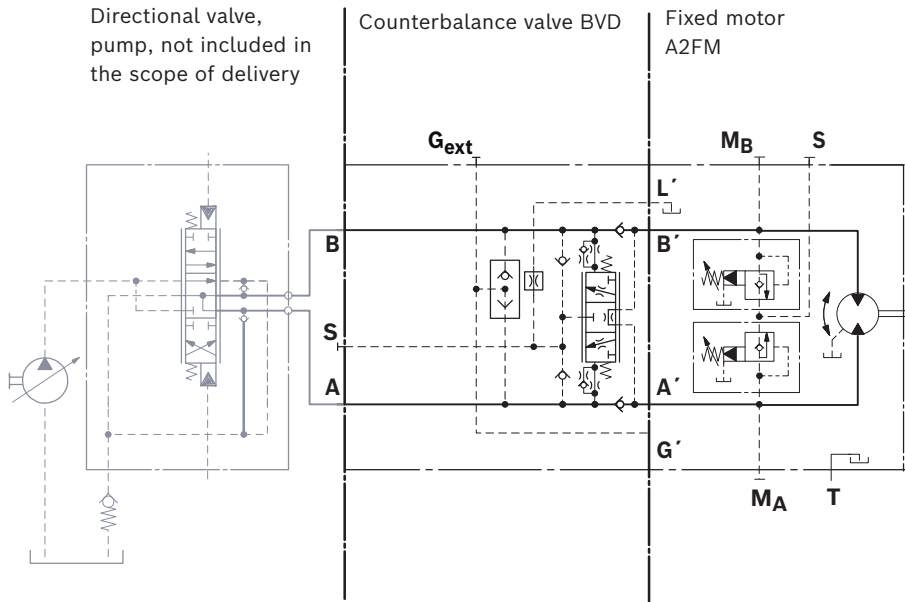 Directional valve,
pump, not included in
the scope of delivery
Counterbalance valve BVD
Fixed motor
A2FM
Gext
MB
S
L´
B
B´
S
A
A´
G´
MA
T